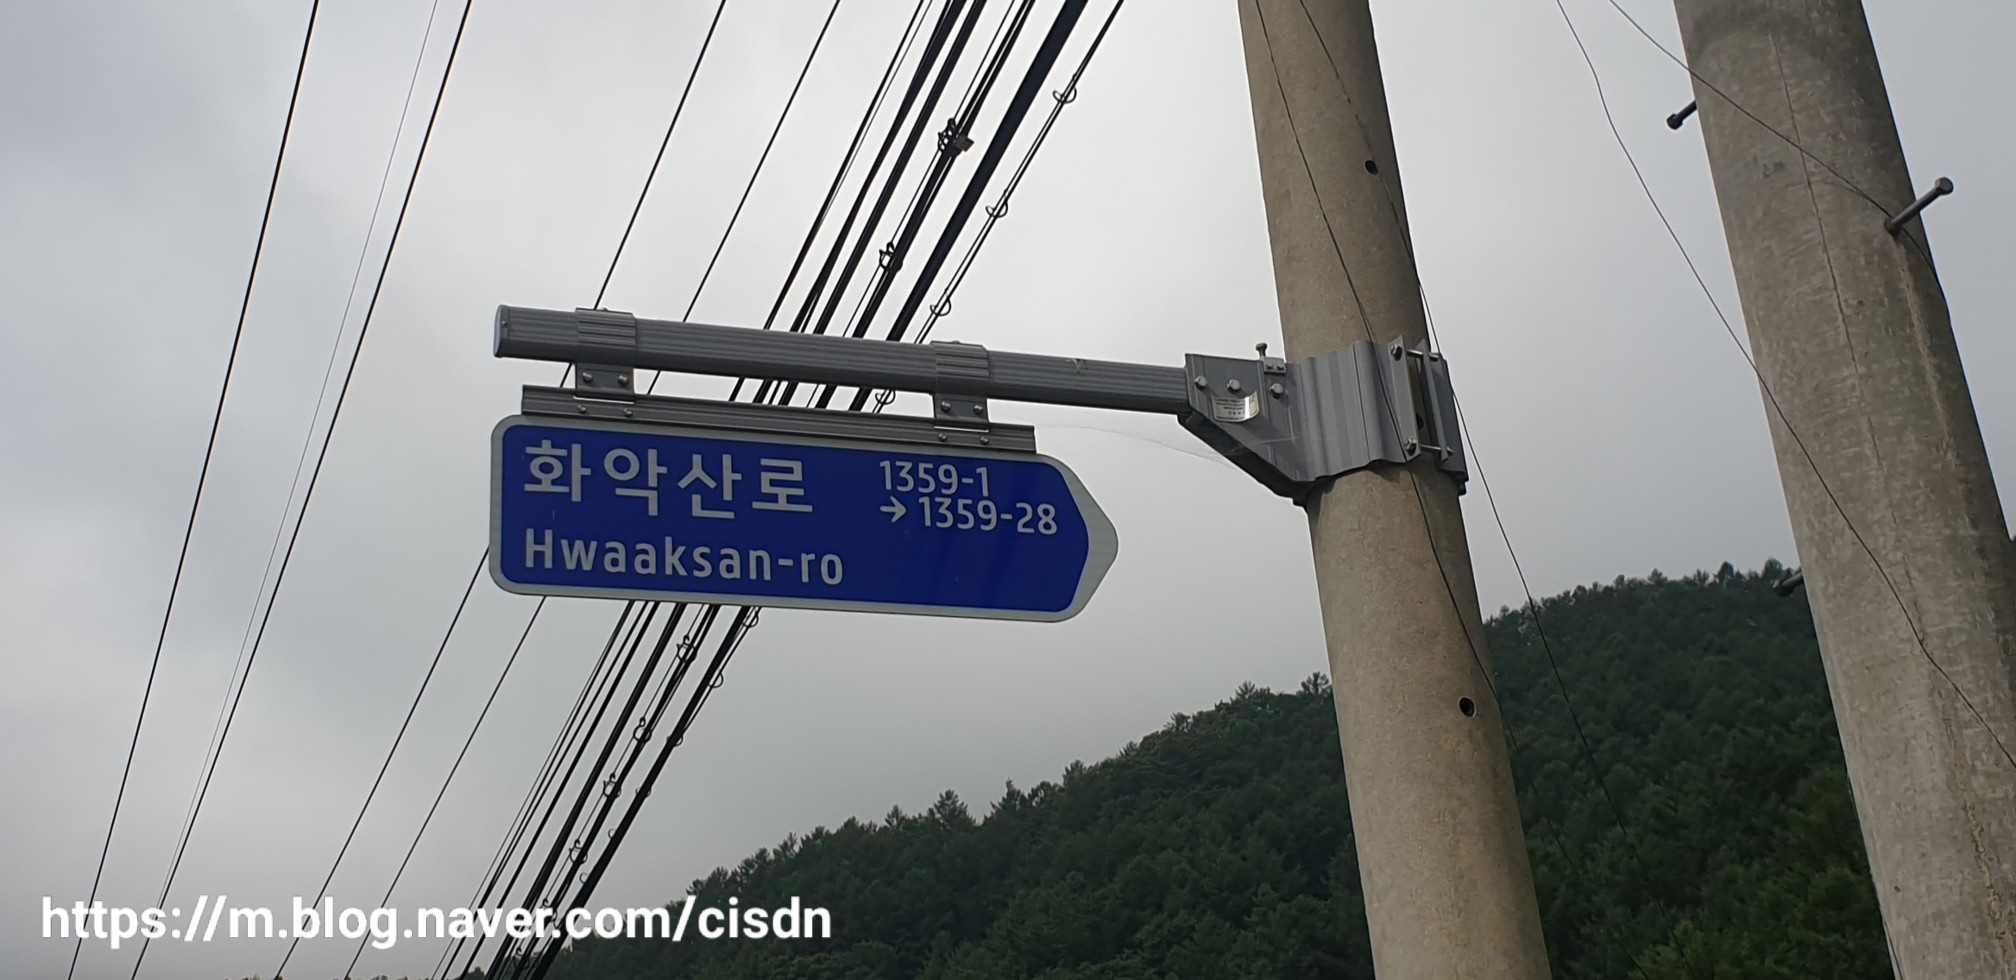 화악산로
1359-1
→ 1359-28
Hwaaksan-ro
https://m.blog.naver.com/cisdn